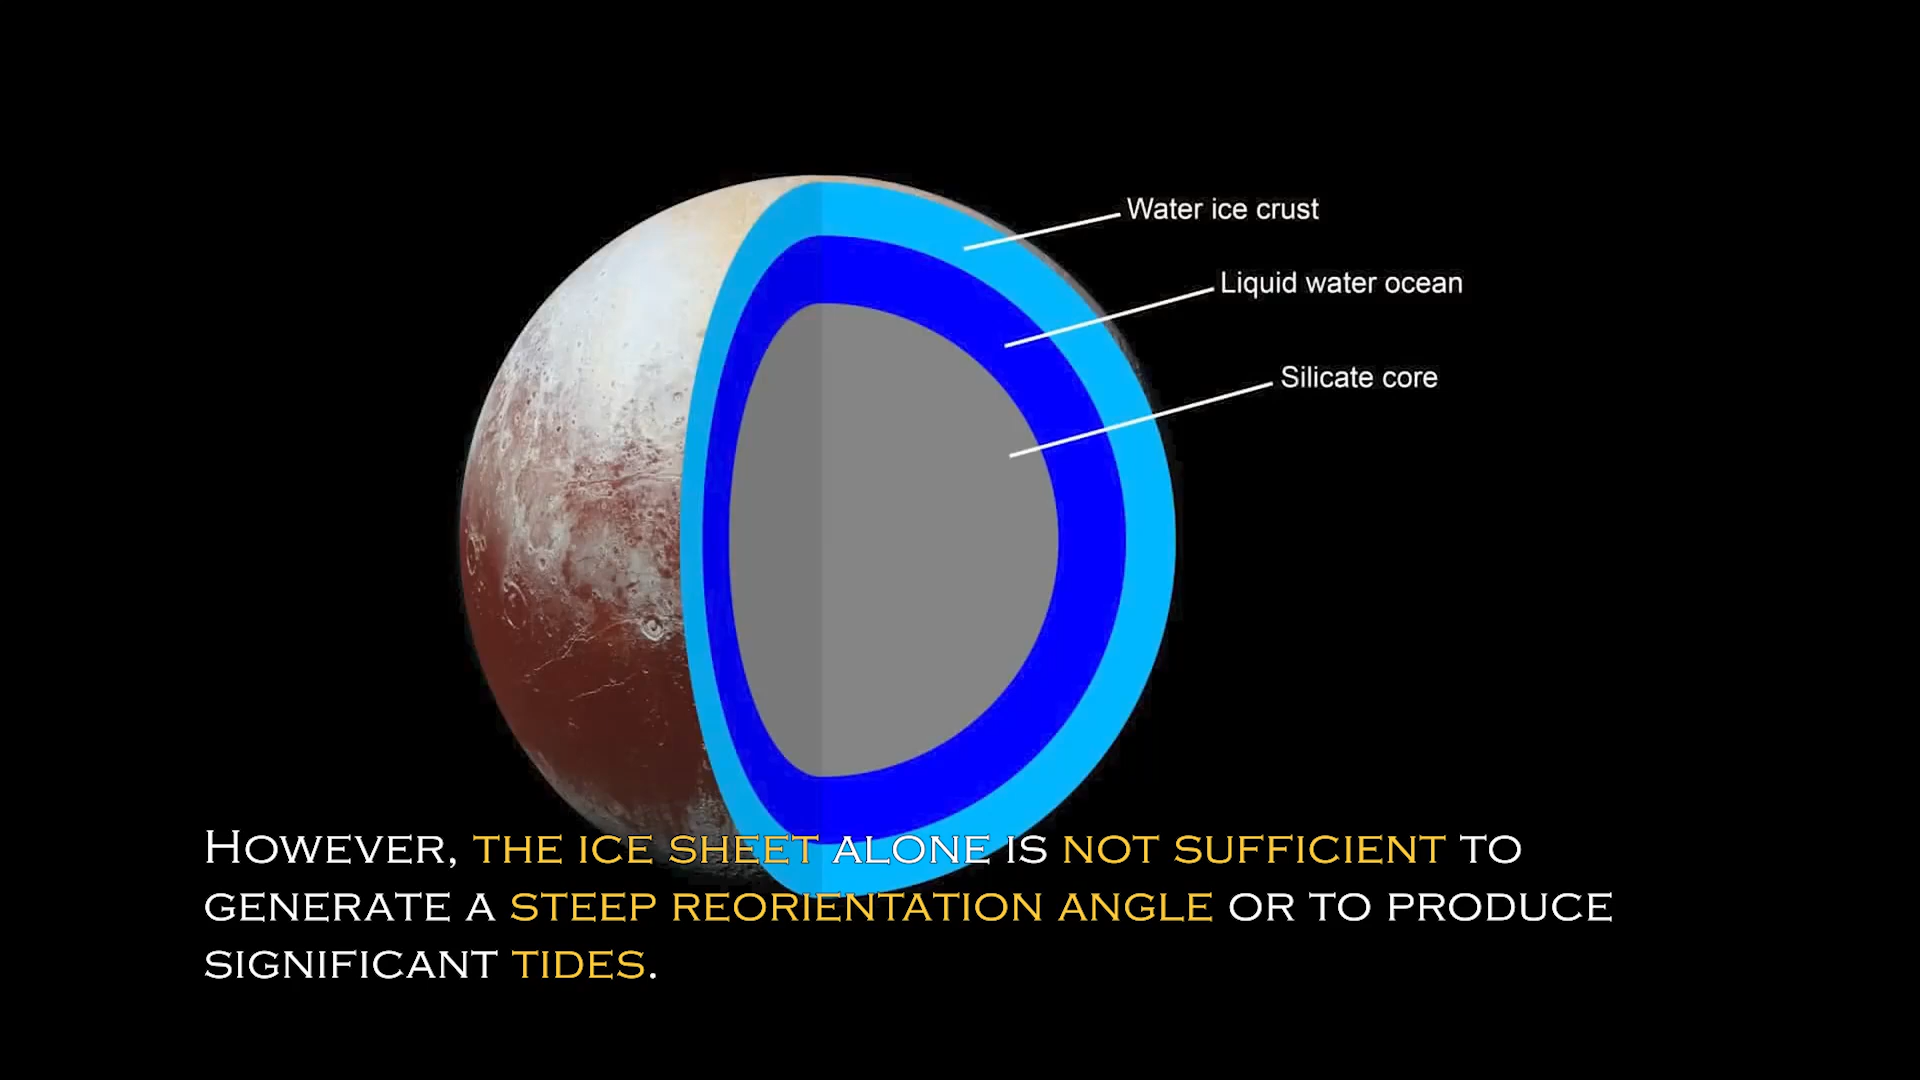 Water ice crust
Liquid water ocean
Silicate core
However, the ice sheet alone is not sufficient to
generate a steep reorientation angle or to produce
significant tides.